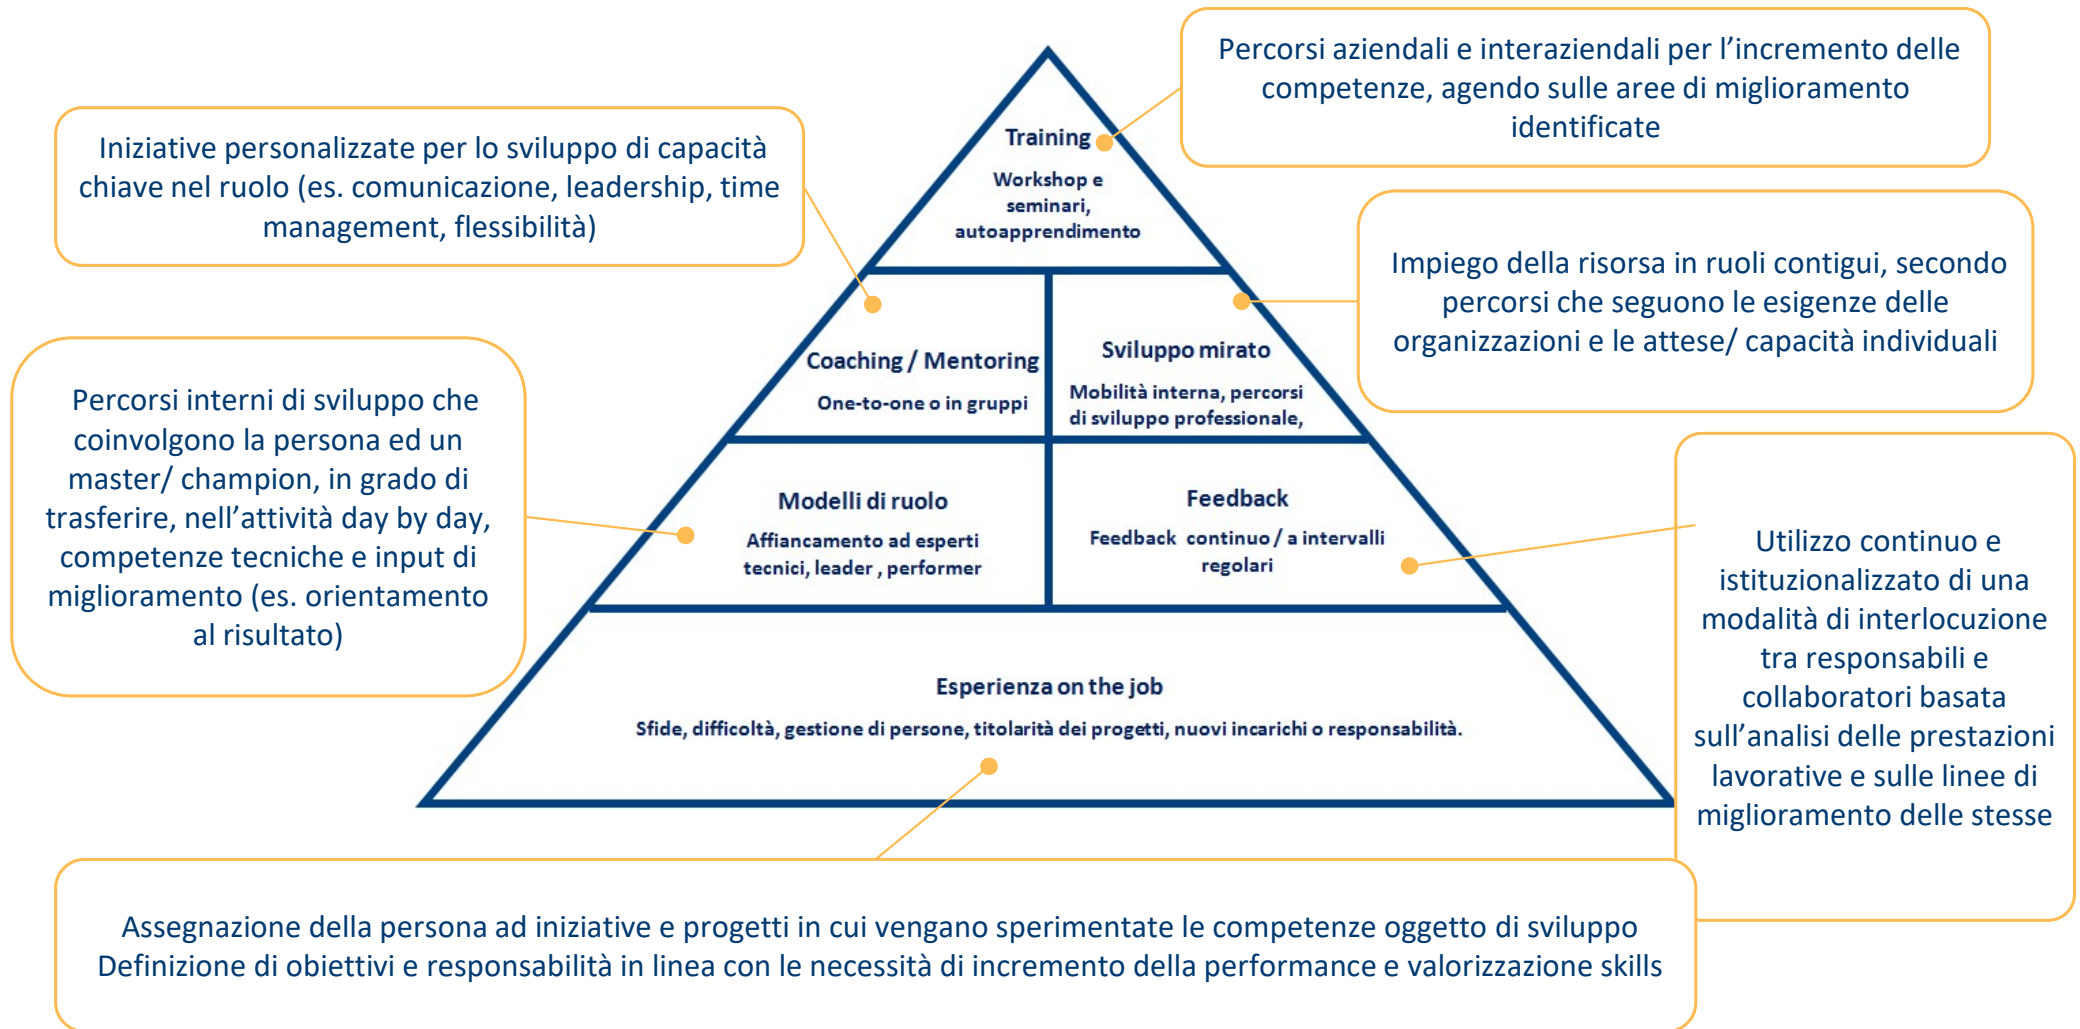 Percorsi aziendali e interaziendali per l'incremento delle
competenze, agendo sulle aree di miglioramento
identificate
Iniziative personalizzate per lo sviluppo di capacità
chiave nel ruolo (es. comunicazione, leadership, time
management, flessibilità)
Training
Workshop e
seminari,
autoapprendimento
Impiego della risorsa in ruoli contigui, secondo
percorsi che seguono le esigenze delle
organizzazioni e le attese/ capacità individuali
Coaching / Mentoring
One-to-one o in gruppi
Sviluppo mirato
Mobilità interna, percorsi
di sviluppo professionale,
Percorsi interni di sviluppo che
coinvolgono la persona ed un
master/ champion, in grado di
trasferire, nell'attività day by day,
competenze tecniche e input di
miglioramento (es. orientamento
al risultato)
Modelli di ruolo
Affiancamento ad esperti
tecnici, leader , performer
Feedback
Feedback continuo / a intervalli
regolari
Utilizzo continuo e
istituzionalizzato di una
modalità di interlocuzione
tra responsabili e
collaboratori basata
sull'analisi delle prestazioni
lavorative e sulle linee di
miglioramento delle stesse
Esperienza on the job
Sfide, difficoltà, gestione di persone, titolarità dei progetti, nuovi incarichi o responsabilità.
Assegnazione della persona ad iniziative e progetti in cui vengano sperimentate le competenze oggetto di sviluppo
Definizione di obiettivi e responsabilità in linea con le necessità di incremento della performance e valorizzazione skills